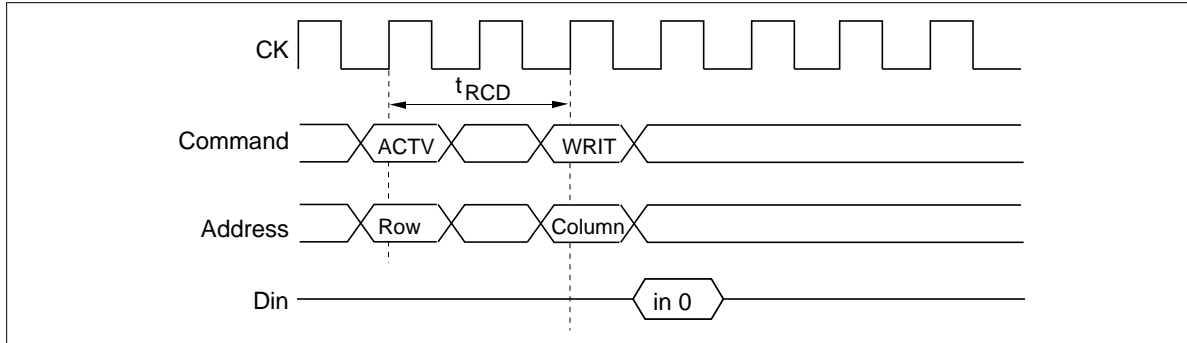 CK
tRCD
Command ACTV WRIT
Address Row Column
Din in 0